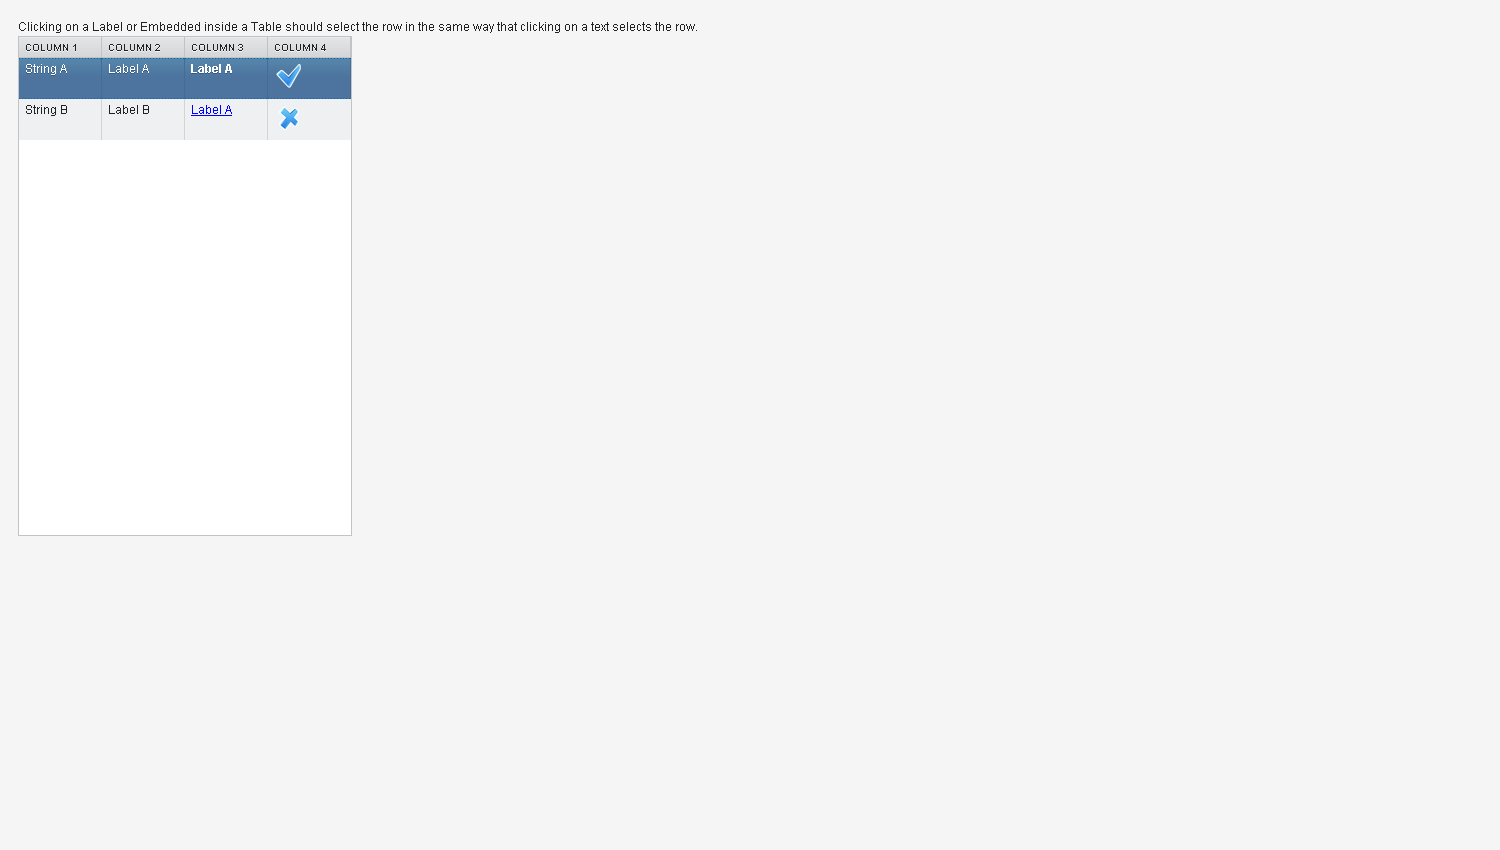 Clicking on a Label or Embedded inside a Table should select the row in the same way that clicking on a text selects the row.
COLUMN 1 COLUMN 2 COLUMN 3 COLUMN 4
String A Label A Label A
String B Label B Label A